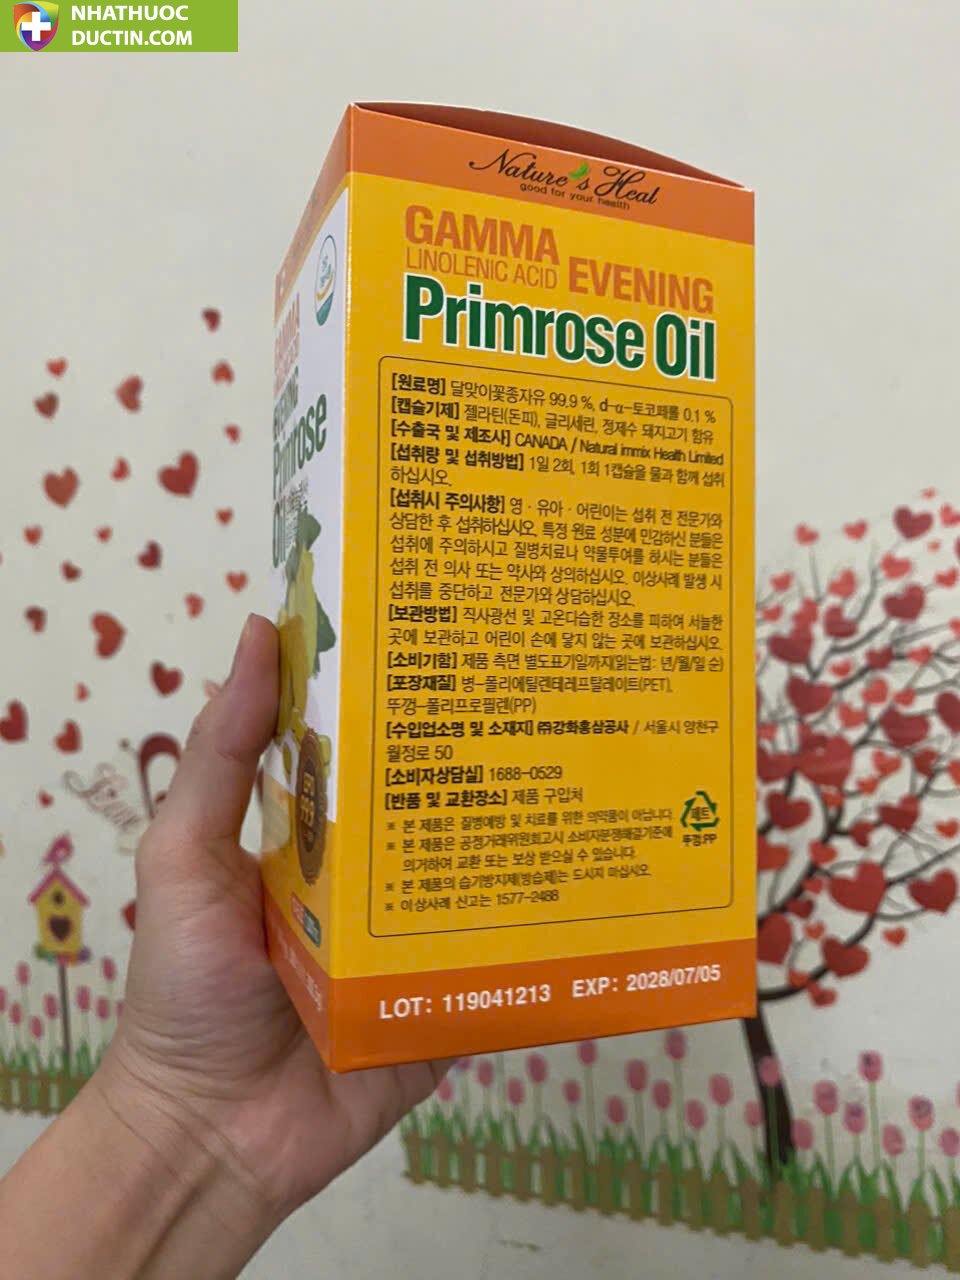 NHATHUOC
DUCTIN.COM
Nature's Heal
good for your health
GAMMA
LINOLENIC ACID EVENING
Primrose Oil
[원료명] 달맞이꽃종자유 99.9 %, d-α-토코페롤 0.1 %
[캡슐기제] 젤라틴(돈피), 글리세린, 정제수 돼지고기 함유
[수출국 및 제조사] CANADA / Natural immix Health Limited
[섭취량 및 섭취방법] 1일 2회, 1회 1캡슐을 물과 함께 섭취
하십시오.
[섭취시 주의사항] 영·유아·어린이는 섭취 전 전문가와
상담한 후 섭취하십시오. 특정 원료 성분에 민감하신 분들은
섭취에 주의하시고 질병치료나 약물투여를 하시는 분들은
섭취 전 의사 또는 약사와 상의하십시오. 이상사례 발생 시
섭취를 중단하고 전문가와 상담하십시오.
[보관방법] 직사광선 및 고온다습한 장소를 피하여 서늘한
곳에 보관하고 어린이 손에 닿지 않는 곳에 보관하십시오.
[소비기한] 제품 측면 별도표기일까지(읽는법: 년/월/일 순)
[포장재질] 병-폴리에틸렌테레프탈레이트(PET),
뚜껑-폴리프로필렌(PP)
[수입업소명 및 소재지] ㈜강화홍삼공사 / 서울시 양천구
월정로 50
[소비자상담실] 1688-0529
[반품 및 교환장소] 제품 구입처
※ 본 제품은 질병예방 및 치료를 위한 의약품이 아닙니다.
※ 본 제품은 공정거래위원회고시 소비자분쟁해결기준에
의거하여 교환 또는 보상 받으실 수 있습니다.
※ 본 제품의 습기방지제(방습제)는 드시지 마십시오.
※ 이상사례 신고는 1577-2488
페트
뚜껑:PP
LOT: 119041213 EXP: 2028/07/05
GAMMA
EVENING
Primrose
Oil
Love